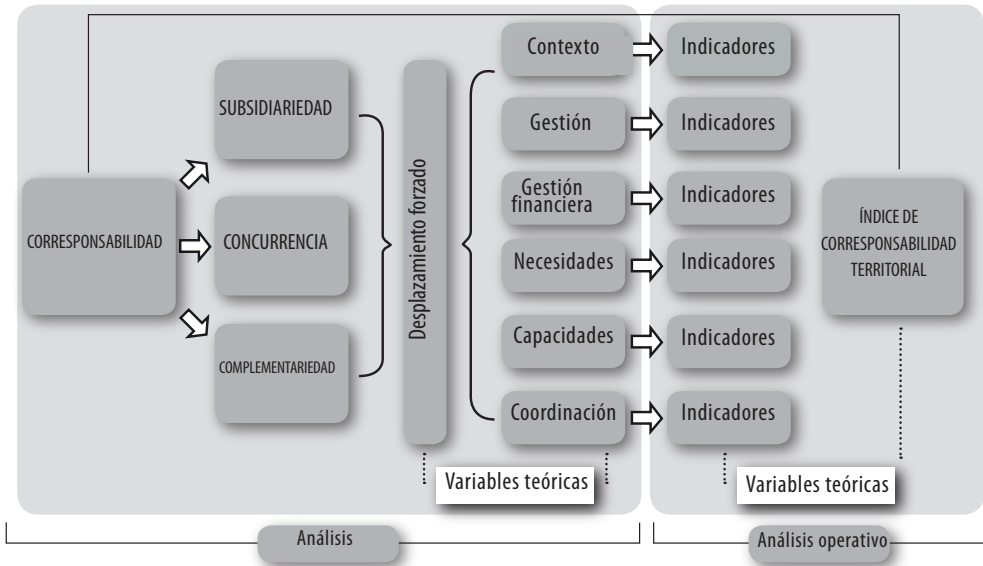 CORRESPONSABILIDAD
SUBSIDIARIEDAD
CONCURRENCIA
COMPLEMENTARIEDAD
Desplazamiento forzado
Contexto
Indicadores
Gestión
Indicadores
Gestión
financiera
Indicadores
Necesidades
Indicadores
Capacidades
Indicadores
Coordinación
Indicadores
ÍNDICE DE
CORRESPONSABILIDAD
TERRITORIAL
Variables teóricas
Variables teóricas
Análisis
Análisis operativo